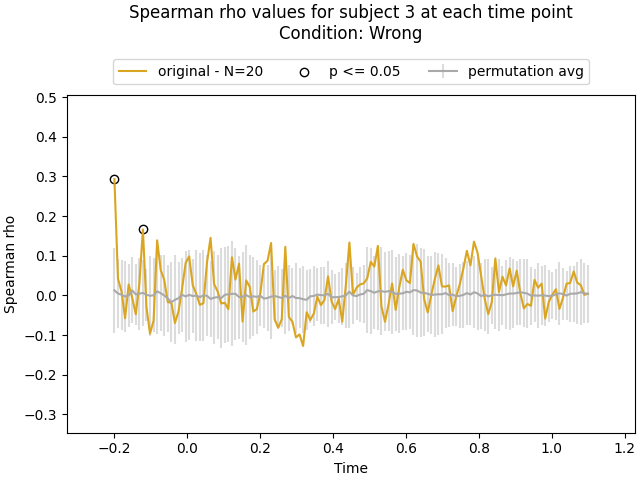 Spearman rho values for subject 3 at each time point
Condition: Wrong
original - N=20
p <= 0.05
permutation avg
0.5
0.4
0.3
0.2
0.1
0.0
−0.1
−0.2
−0.3
Spearman rho
−0.2
0.0
0.2
0.4
0.6
0.8
1.0
1.2
Time